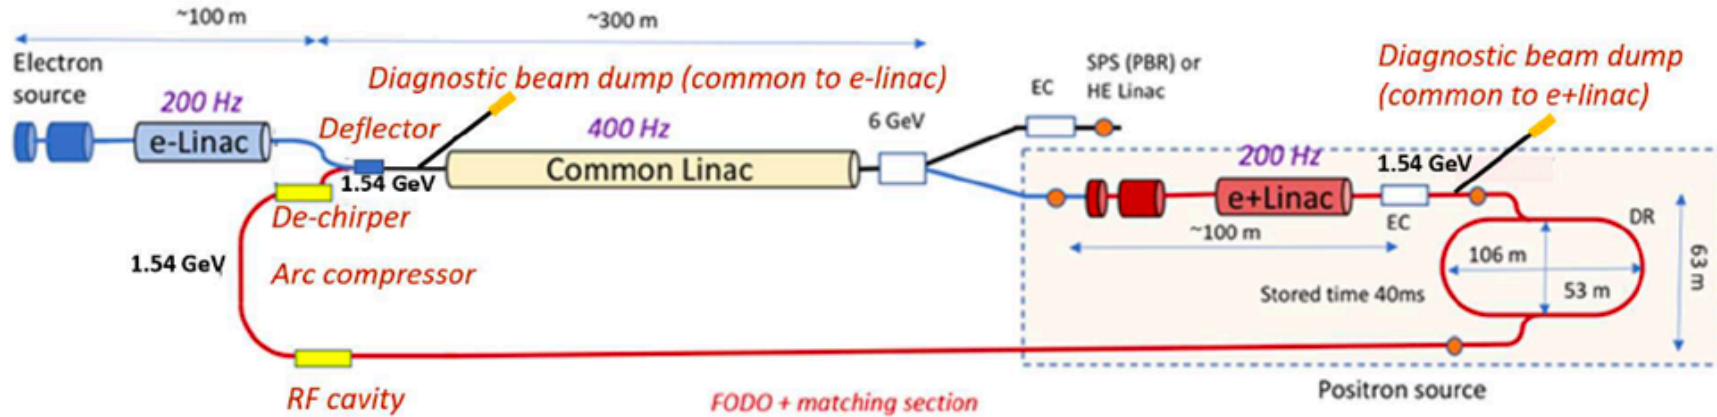 ~100 m
~300 m
Electron
source
200 Hz
e-Linac
Diagnostic beam dump (common to e-linac)
Deflector
400 Hz
1.54 GeV
Common Linac
6 GeV
EC
SPS (PBR) or
HE Linac
Diagnostic beam dump
(common to e+linac)
200 Hz
1.54 GeV
e+Linac
EC
~100 m
DR
106 m
53 m
63 m
Stored time 40ms
De-chirper
1.54 GeV
Arc compressor
RF cavity
FODO + matching section
Positron source